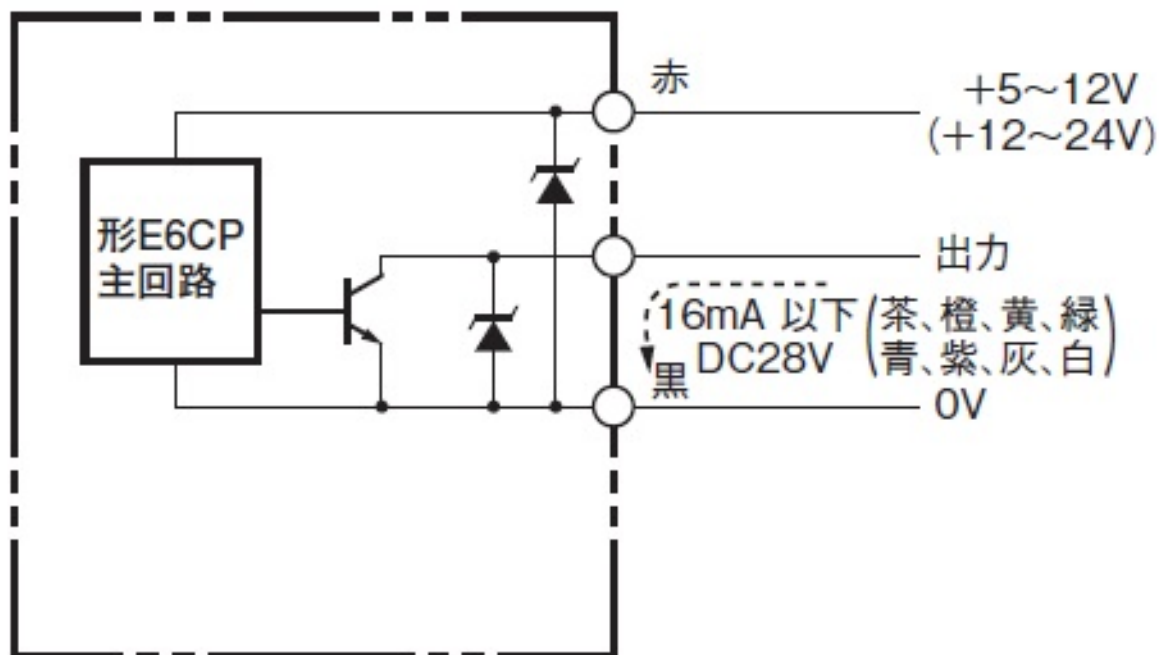 赤
+5～12V
(+12～24V)
形E6CP
主回路
出力
16mA 以下
DC28V
(茶、橙、黄、緑
青、紫、灰、白)
黒
0V